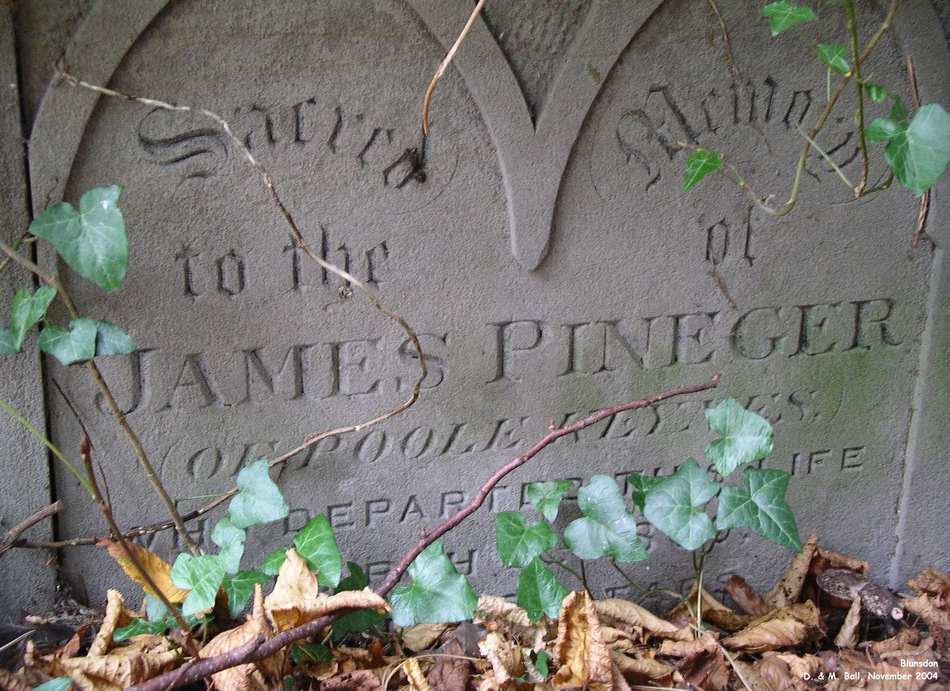 Sacred Memory
to the of
JAMES PINEGER
(OF POOLE KEYNES.)
WHO DEPARTED THIS LIFE
Blunsdon
D. & M. Ball, November 2004